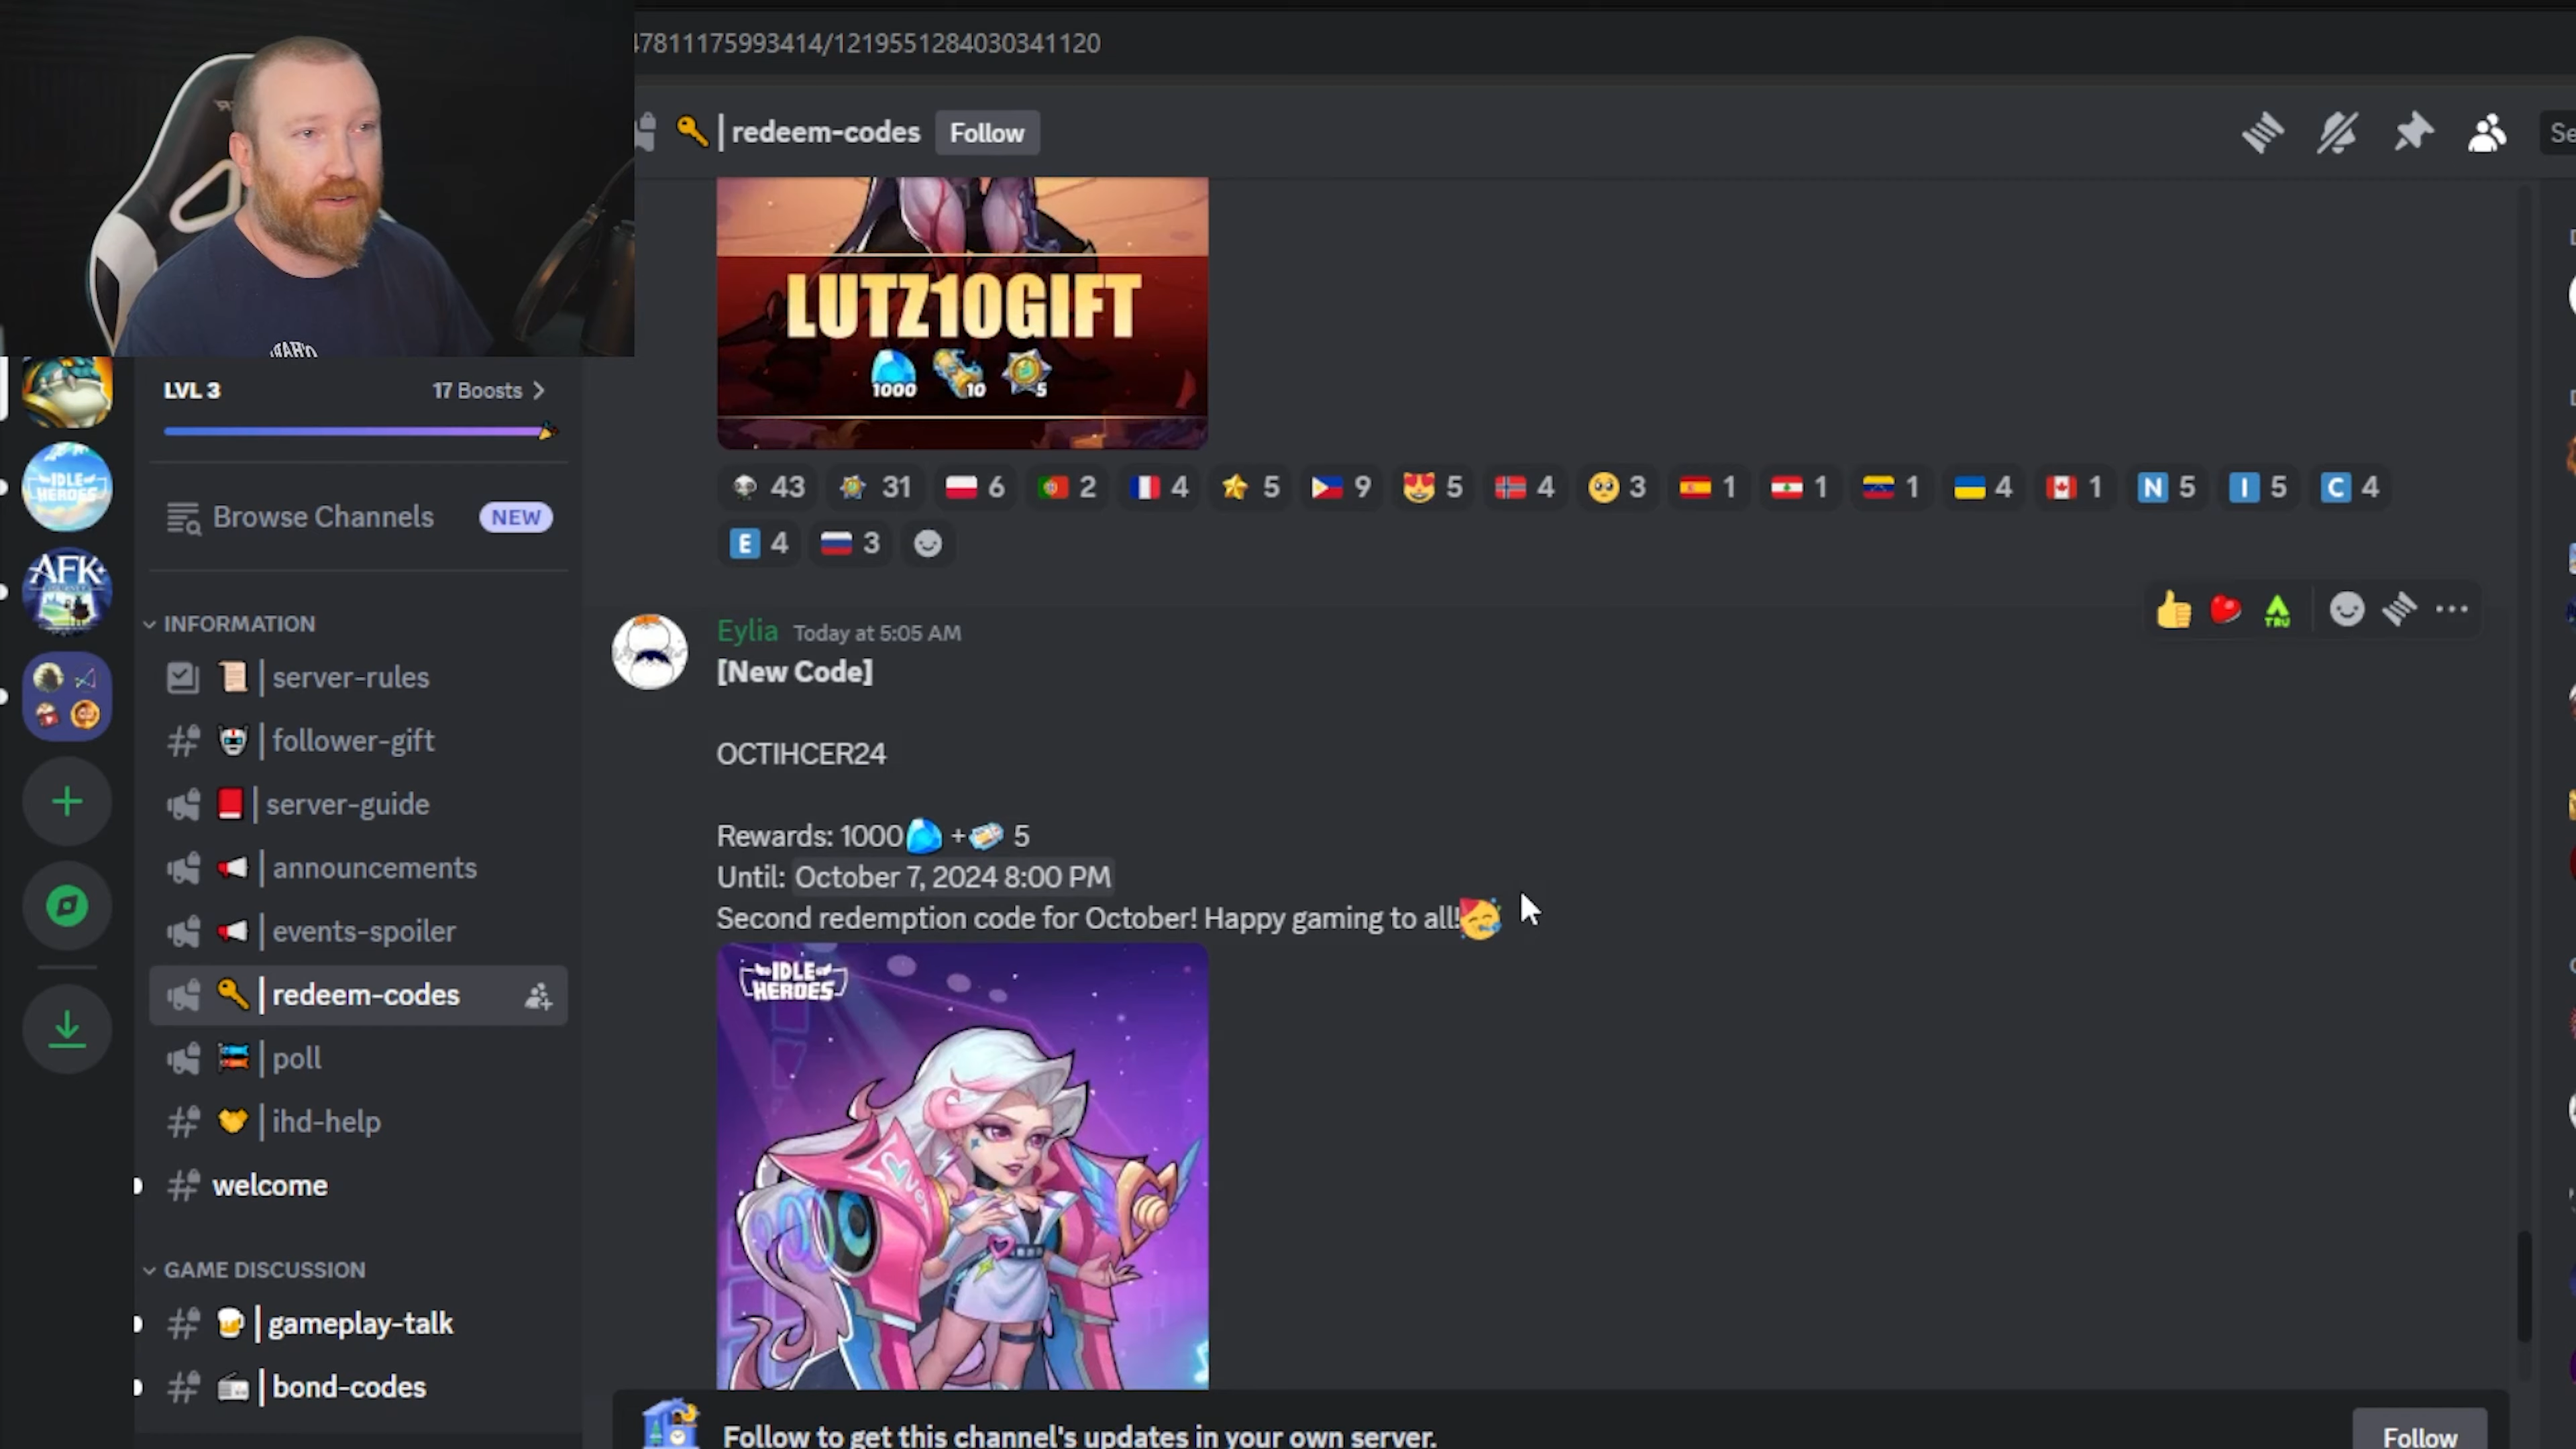 47811175993414/1219551284030341120
redeem-codes Follow
LUTZ10GIFT
1000 10 5
43 31 6 2 4 5 9 5 4 3 1 1 1 4 1 N 5 I 5 C 4
E 4 3
LVL 3 17 Boosts
IDLE HEROES
Browse Channels NEW
AFK
INFORMATION
server-rules
follower-gift
server-guide
announcements
events-spoiler
redeem-codes
poll
ihd-help
welcome
GAME DISCUSSION
gameplay-talk
bond-codes
Eylia Today at 5:05 AM
TRU
[New Code]
OCTIHCER24
Rewards: 1000 + 5
Until: October 7, 2024 8:00 PM
Second redemption code for October! Happy gaming to all!
IDLE
HEROES
Love
Follow to get this channel's updates in your own server.
Follow